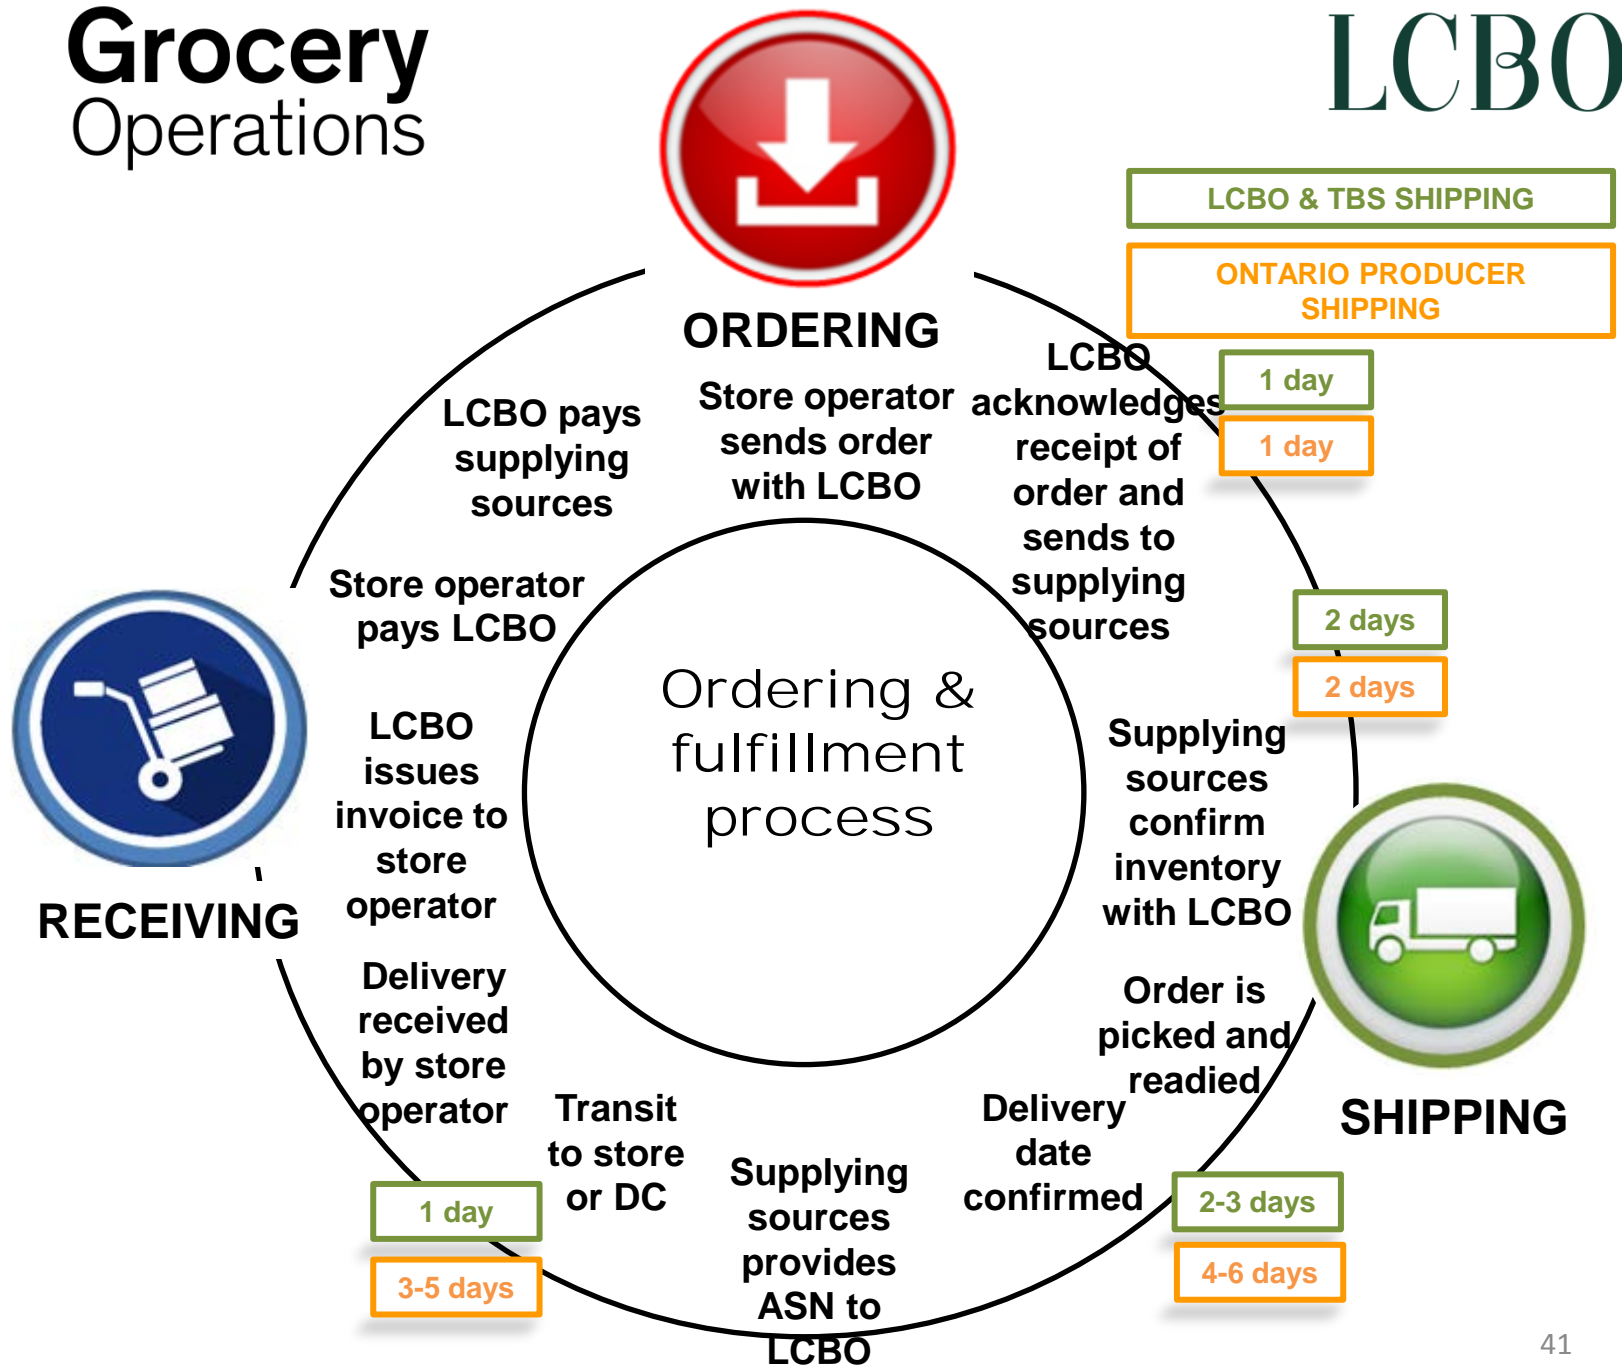 Grocery
Operations
LCBO
LCBO & TBS SHIPPING
ONTARIO PRODUCER
SHIPPING
ORDERING
Store operator
sends order
with LCBO
LCBO
acknowledges
receipt of
order and
sends to
supplying
sources
1 day
1 day
2 days
2 days
Supplying
sources
confirm
inventory
with LCBO
SHIPPING
Order is
picked and
readied
Delivery
date
confirmed
2-3 days
4-6 days
Supplying
sources
provides
ASN to
LCBO
Transit
to store
or DC
1 day
3-5 days
Delivery
received
by store
operator
RECEIVING
LCBO
issues
invoice to
store
operator
Store operator
pays LCBO
LCBO pays
supplying
sources
Ordering &
fulfillment
process
41